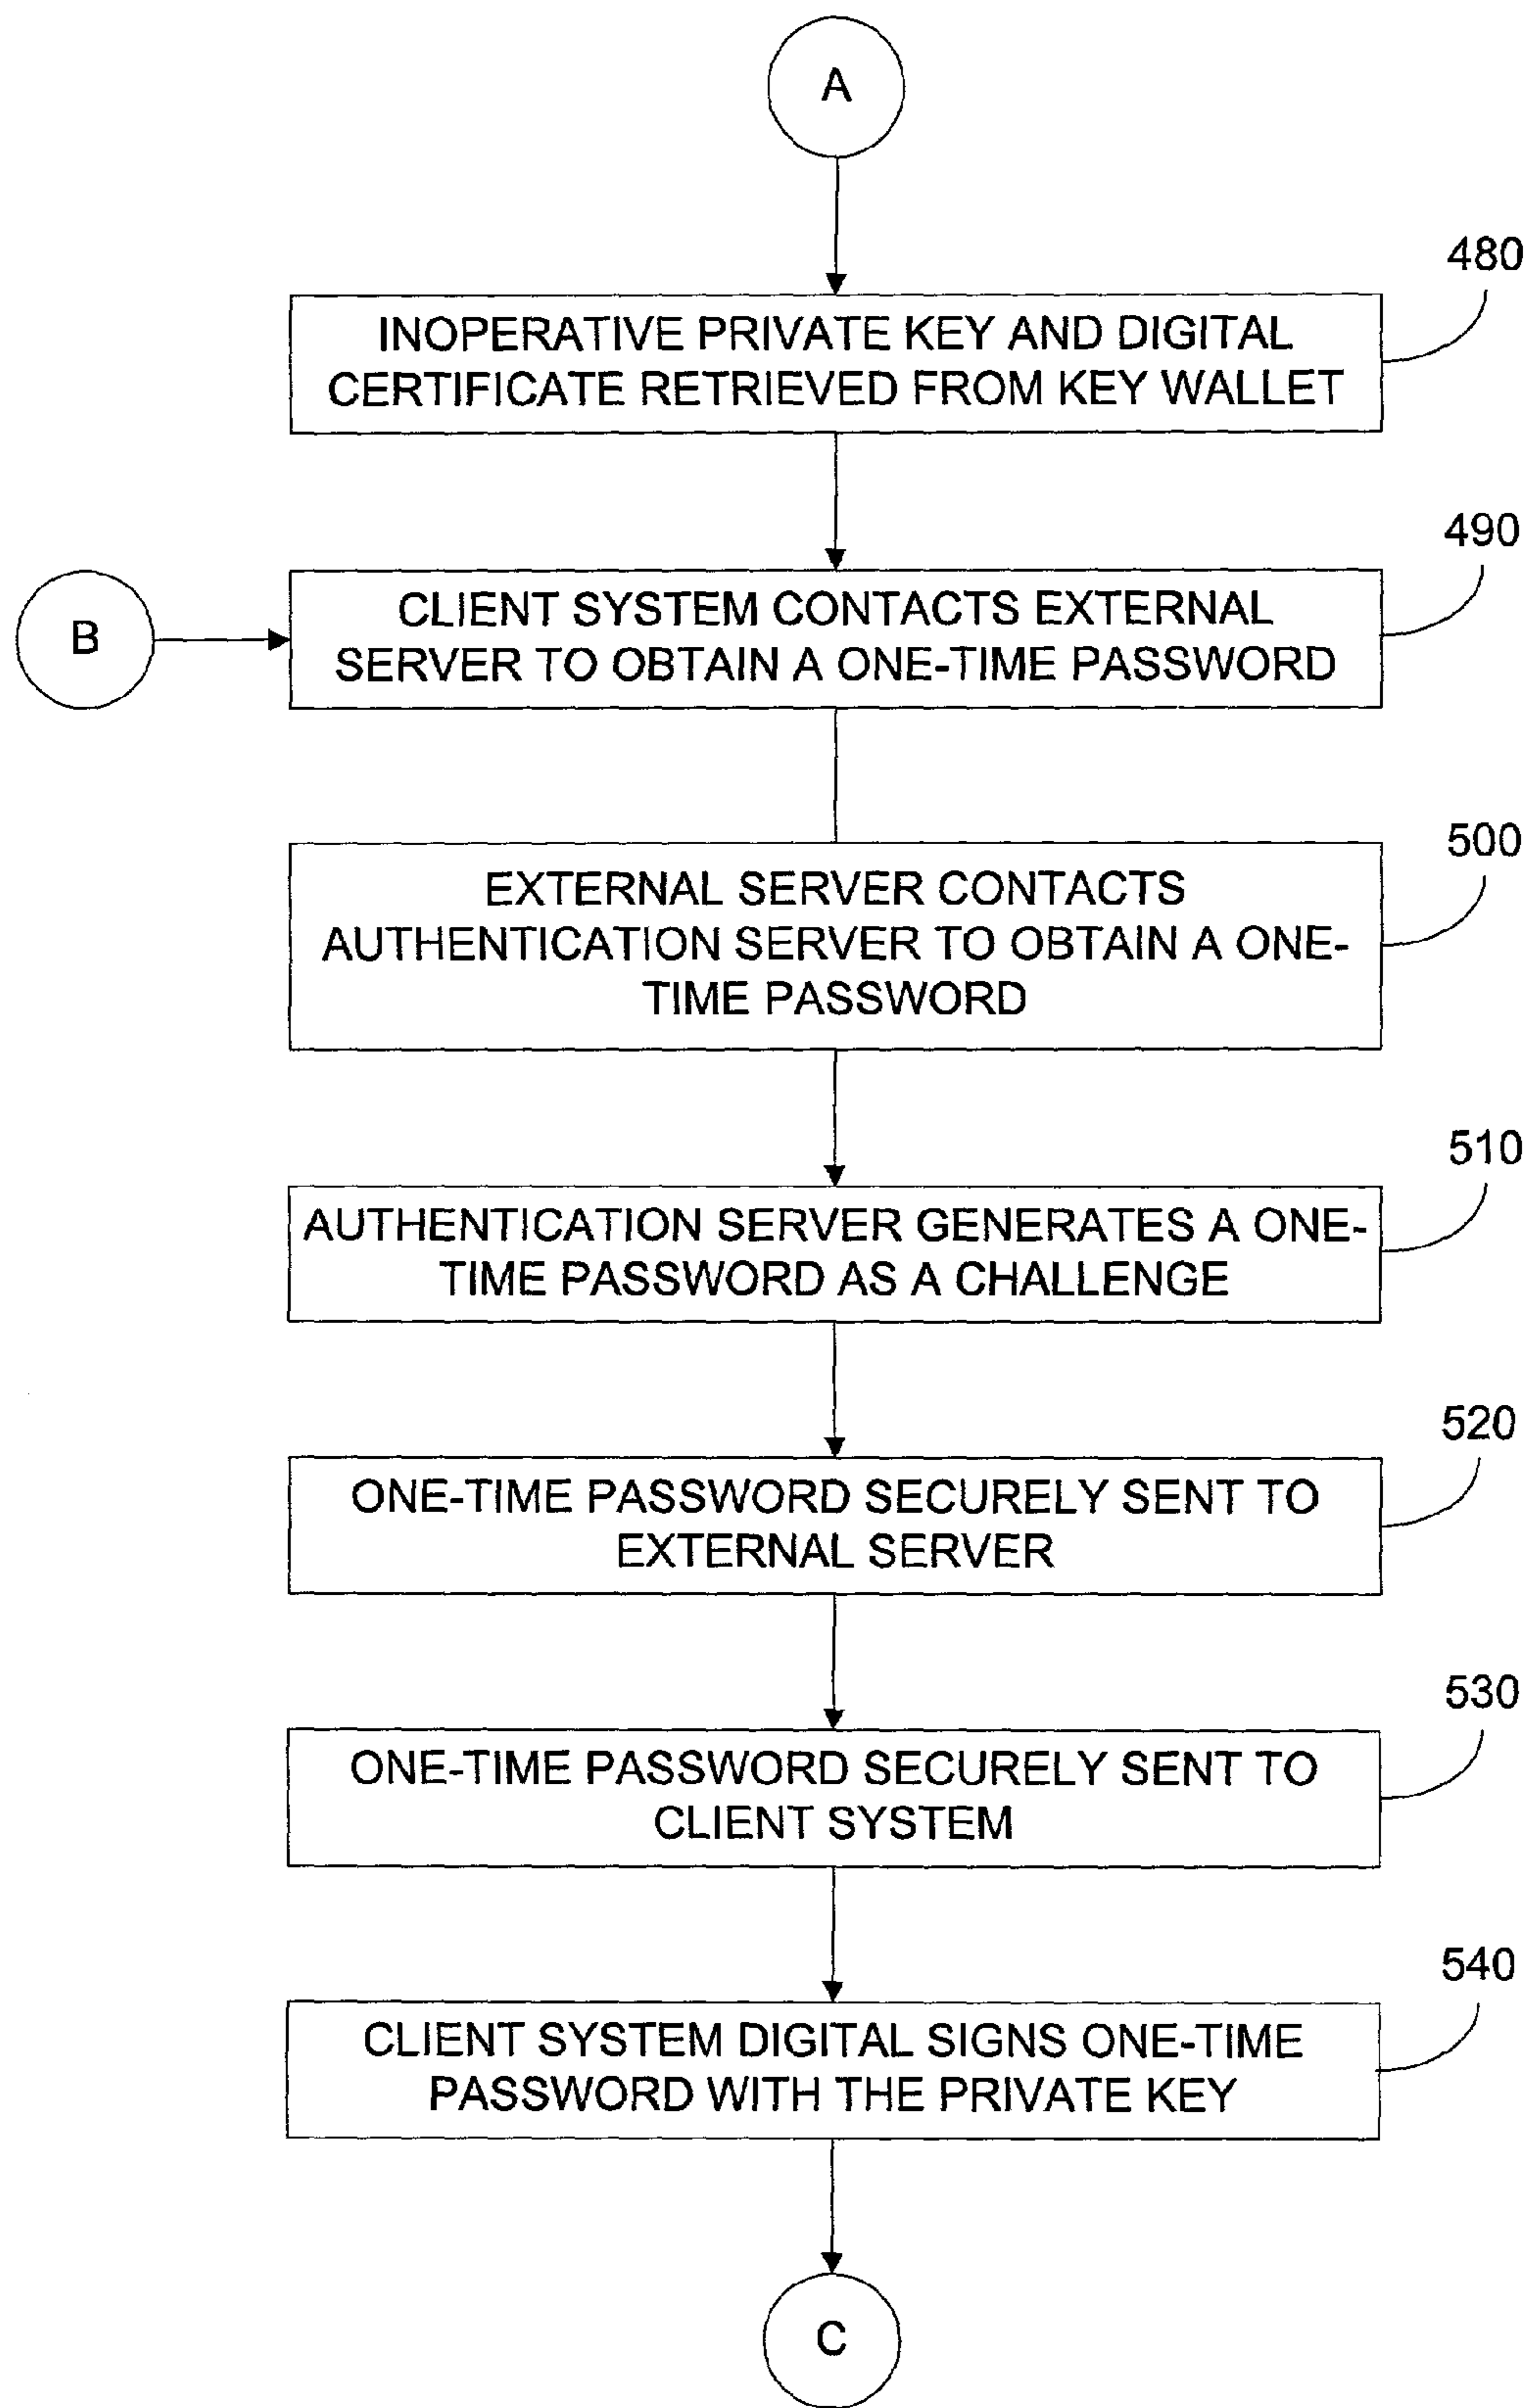 A
480
INOPERATIVE PRIVATE KEY AND DIGITAL
CERTIFICATE RETRIEVED FROM KEY WALLET
490
B
CLIENT SYSTEM CONTACTS EXTERNAL
SERVER TO OBTAIN A ONE-TIME PASSWORD
500
EXTERNAL SERVER CONTACTS
AUTHENTICATION SERVER TO OBTAIN A ONE-
TIME PASSWORD
510
AUTHENTICATION SERVER GENERATES A ONE-
TIME PASSWORD AS A CHALLENGE
520
ONE-TIME PASSWORD SECURELY SENT TO
EXTERNAL SERVER
530
ONE-TIME PASSWORD SECURELY SENT TO
CLIENT SYSTEM
540
CLIENT SYSTEM DIGITAL SIGNS ONE-TIME
PASSWORD WITH THE PRIVATE KEY
C